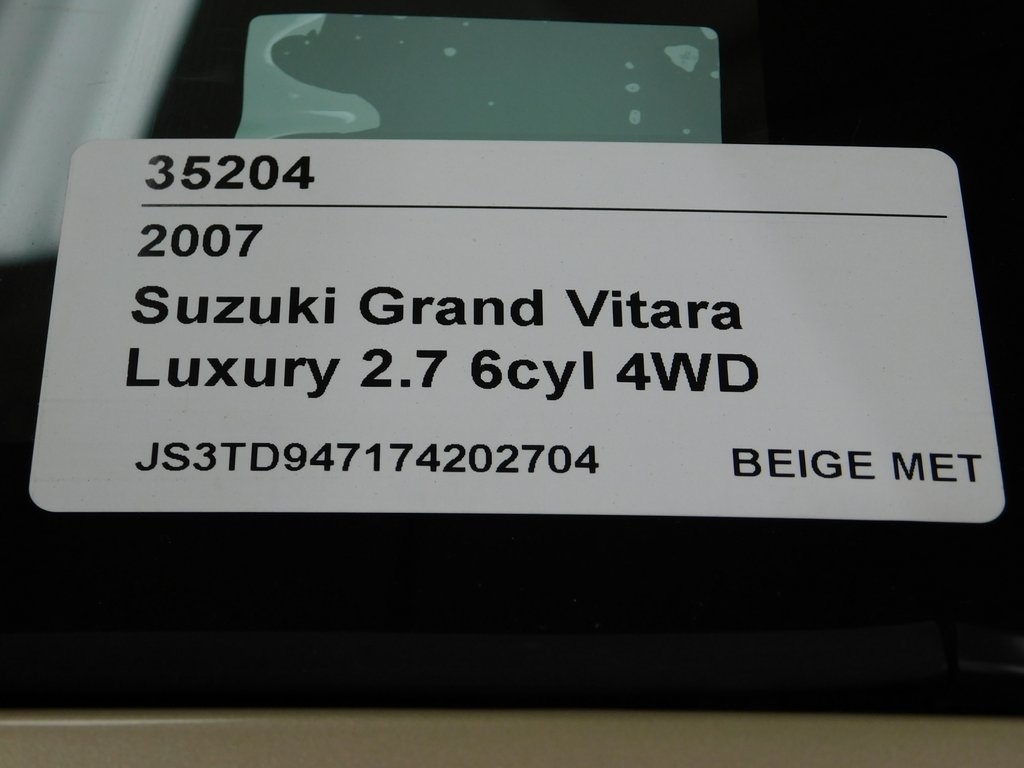 35204
2007
Suzuki Grand Vitara
Luxury 2.7 6cyl 4WD
JS3TD947174202704 BEIGE MET